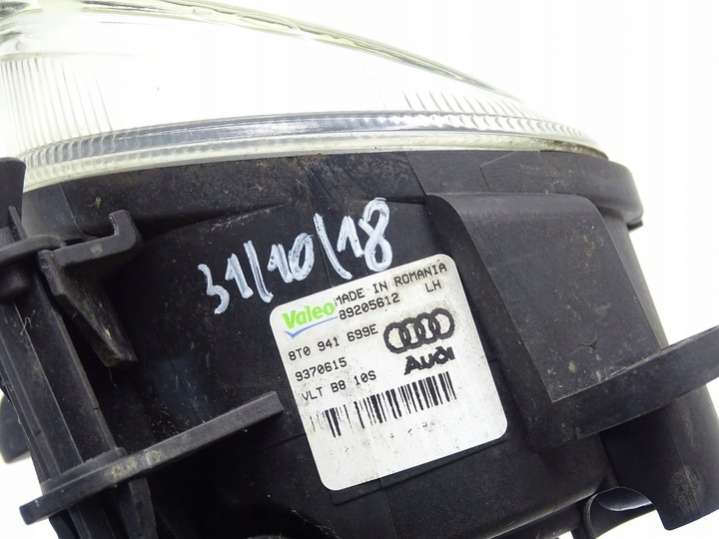 31/10/18
Valeo MADE IN ROMANIA
89205612 LH
8T0 941 699E
9370615 Audi
VLT B8 10S